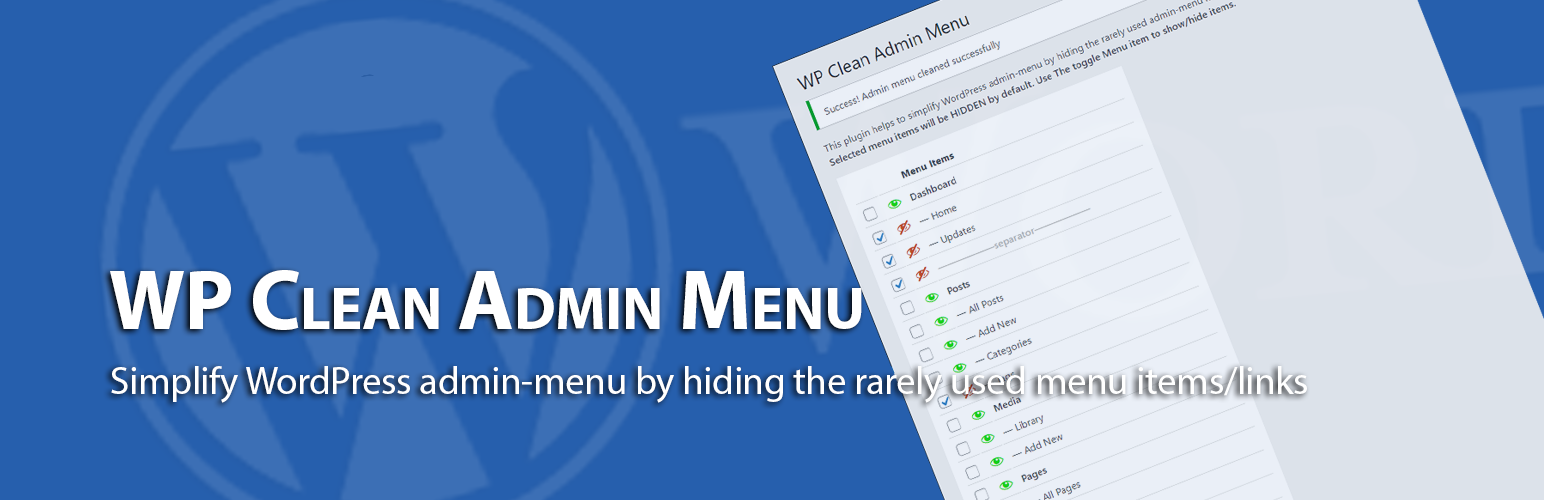 WP Clean Admin Menu
Success! Admin menu cleaned successfully
This plugin helps to simplify WordPress admin-menu by hiding the rarely used admin-menu
Selected menu items will be HIDDEN by default. Use The toggle Menu item to show/hide items.
Menu Items
Dashboard
— Home
— Updates
separator
Posts
— All Posts
— Add New
— Categories
Media
— Library
— Add New
Pages
All Pages
WP Clean Admin Menu
Simplify WordPress admin-menu by hiding the rarely used menu items/links